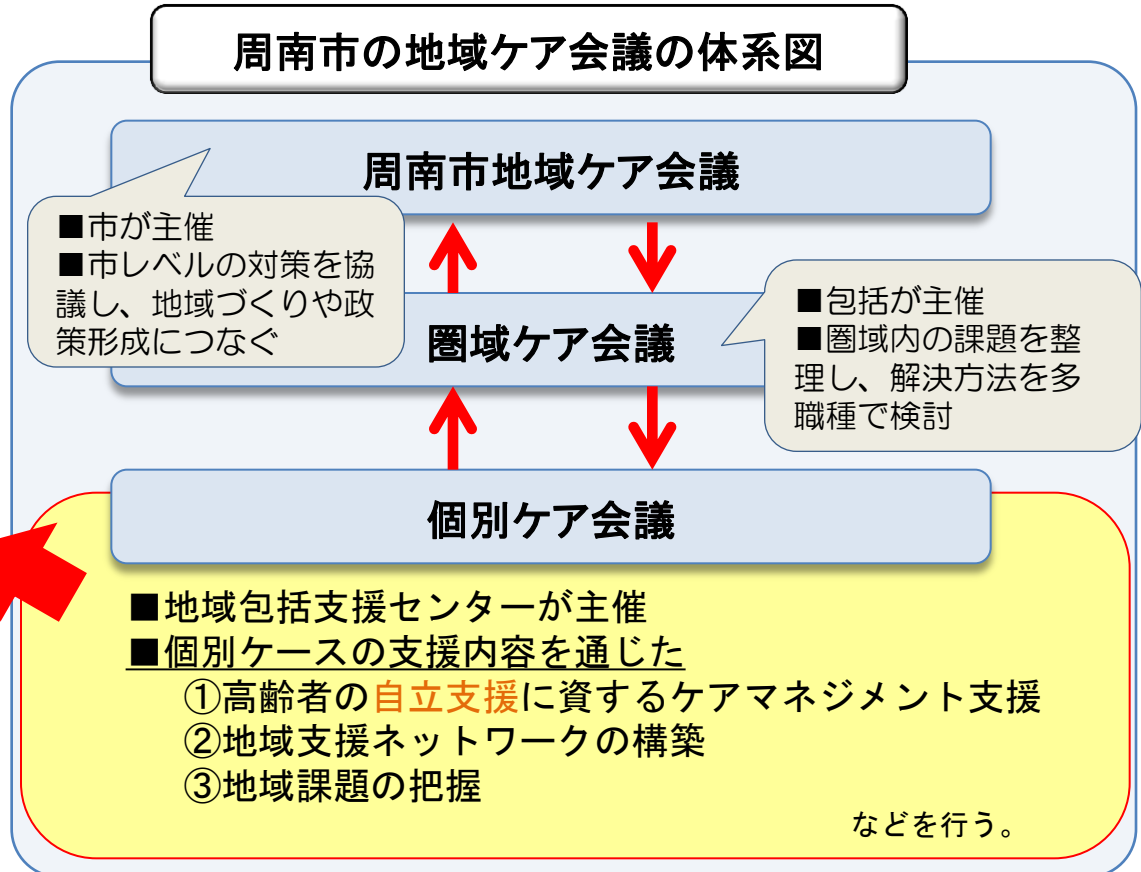 周南市の地域ケア会議の体系図
周南市地域ケア会議
■市が主催
■市レベルの対策を協
議し、地域づくりや政
策形成につなぐ
圏域ケア会議
■包括が主催
■圏域内の課題を整
理し、解決方法を多
職種で検討
個別ケア会議
■地域包括支援センターが主催
■個別ケースの支援内容を通じた
①高齢者の自立支援に資するケアマネジメント支援
②地域支援ネットワークの構築
③地域課題の把握
などを行う。